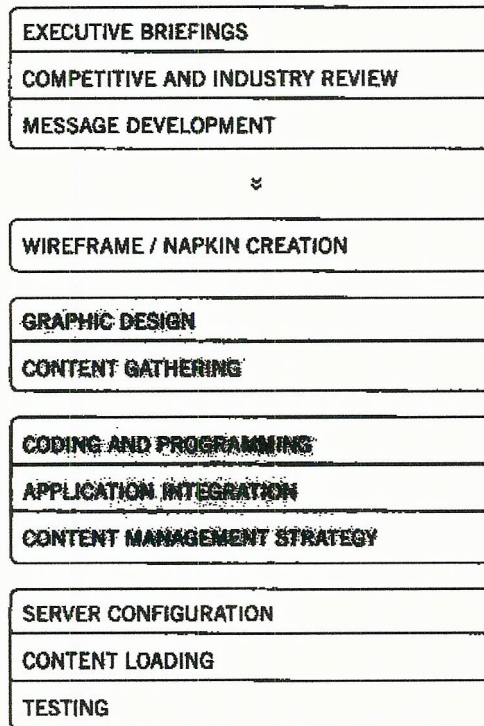 EXECUTIVE BRIEFINGS
COMPETITIVE AND INDUSTRY REVIEW
MESSAGE DEVELOPMENT
WIREFRAME / NAPKIN CREATION
GRAPHIC DESIGN
CONTENT GATHERING
CODING AND PROGRAMMING
APPLICATION INTEGRATION
CONTENT MANAGEMENT STRATEGY
SERVER CONFIGURATION
CONTENT LOADING
TESTING